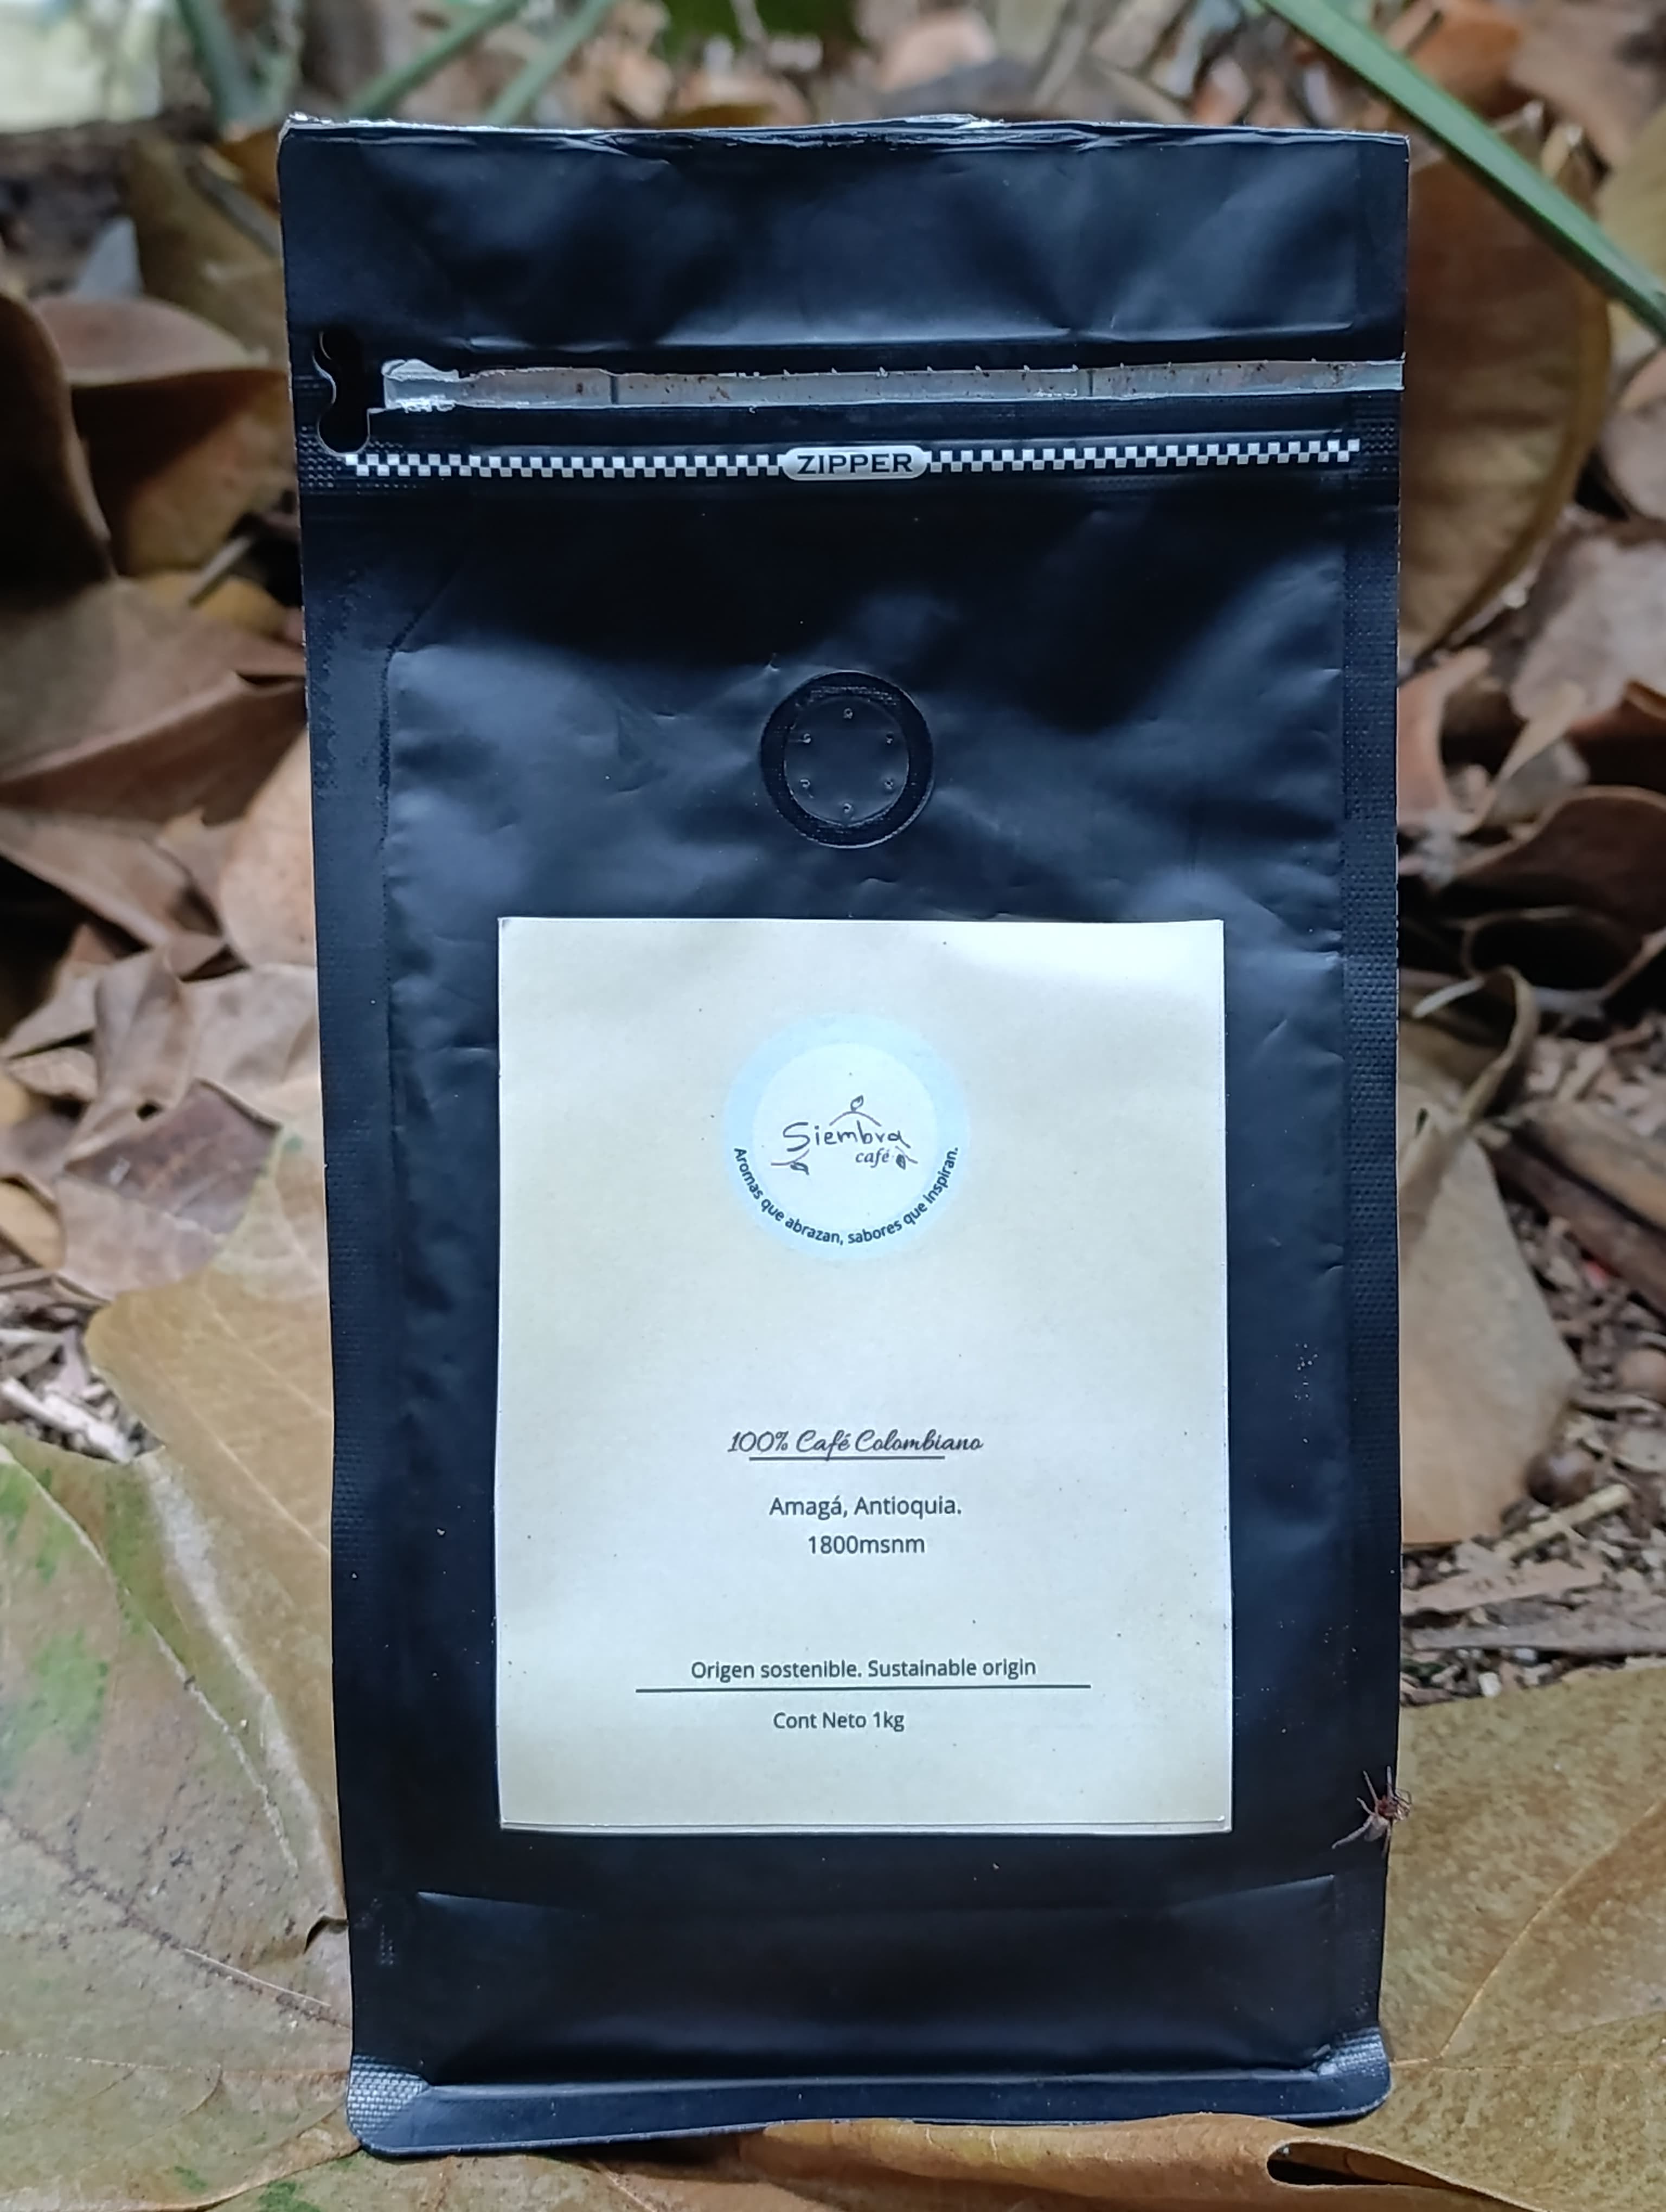 ZIPPER
Siembra
café
Aromas que abrazan, sabores que inspiran.
100% Café Colombiano
Amagá, Antioquia.
1800msnm
Origen sostenible. Sustainable origin
Cont Neto 1kg